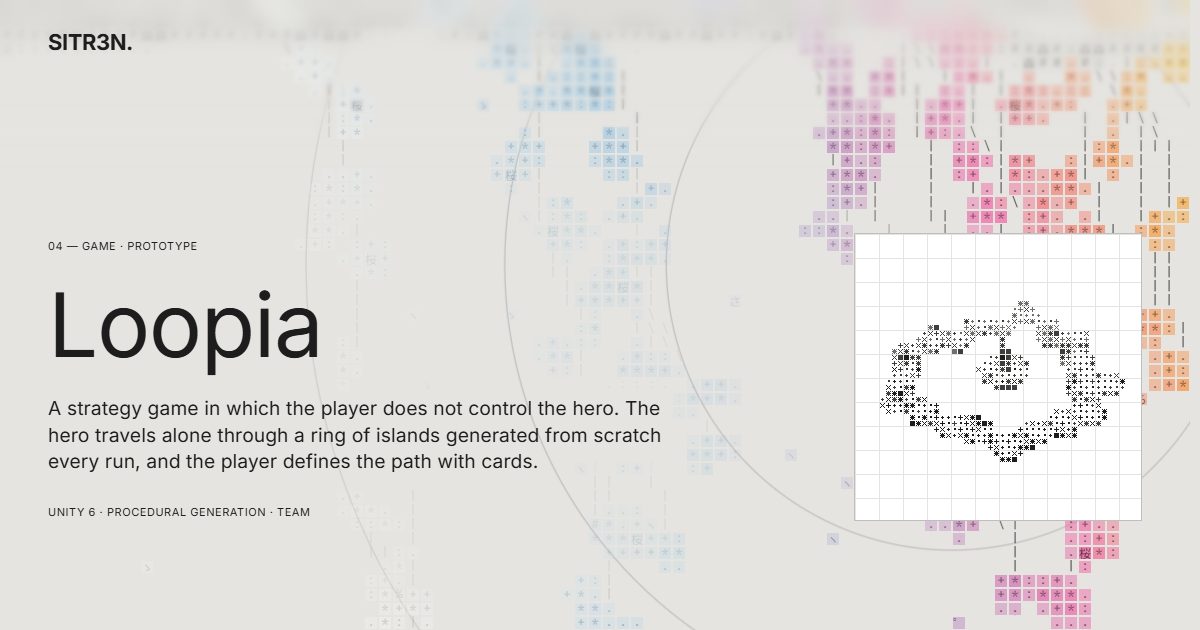 SITR3N.
04 — GAME · PROTOTYPE
Loopia
A strategy game in which the player does not control the hero. The
hero travels alone through a ring of islands generated from scratch
every run, and the player defines the path with cards.
UNITY 6 · PROCEDURAL GENERATION · TEAM